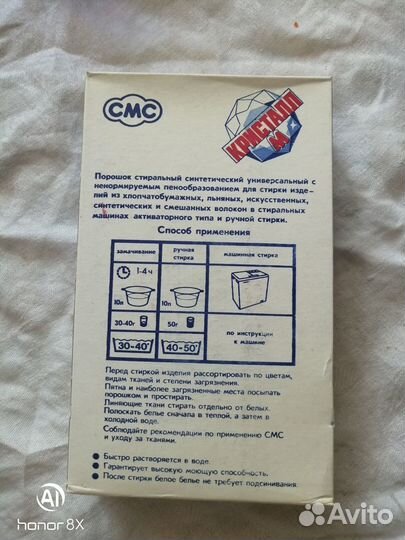 СМС
КРИСТАЛЛ
М
Порошок стиральный синтетический универсальный с
ненормируемым пенообразованием для стирки изде-
лий из хлопчатобумажных, льняных, искусственных,
синтетических и смешанных волокон в стиральных
машинах активаторного типа и ручной стирки.
Способ применения
замачивание
ручная
стирка
машинная стирка
1-4 ч
10л
10л
30-40г
50г
по инструкции
к машине
30-40°
40-50°
Перед стиркой изделия рассортировать по цветам,
видам тканей и степени загрязнения.
Пятна и наиболее загрязненные места посыпать
порошком и простирать.
Линяющие ткани стирать отдельно от белых.
Полоскать белье сначала в теплой, а затем в
холодной воде.
Соблюдайте рекомендации по применению СМС
и уходу за тканями.
Быстро растворяется в воде.
Гарантирует высокую моющую способность.
После стирки белое белье не требует подсинивания.
AI
honor 8X
Avito